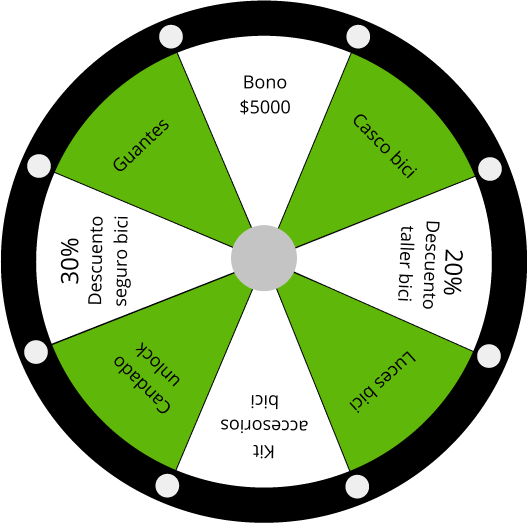 Bono
$5000
Casco bici
20%
Descuento
taller bici
Luces bici
Kit
accesorios
bici
Candado
unlock
30%
Descuento
seguro bici
Guantes